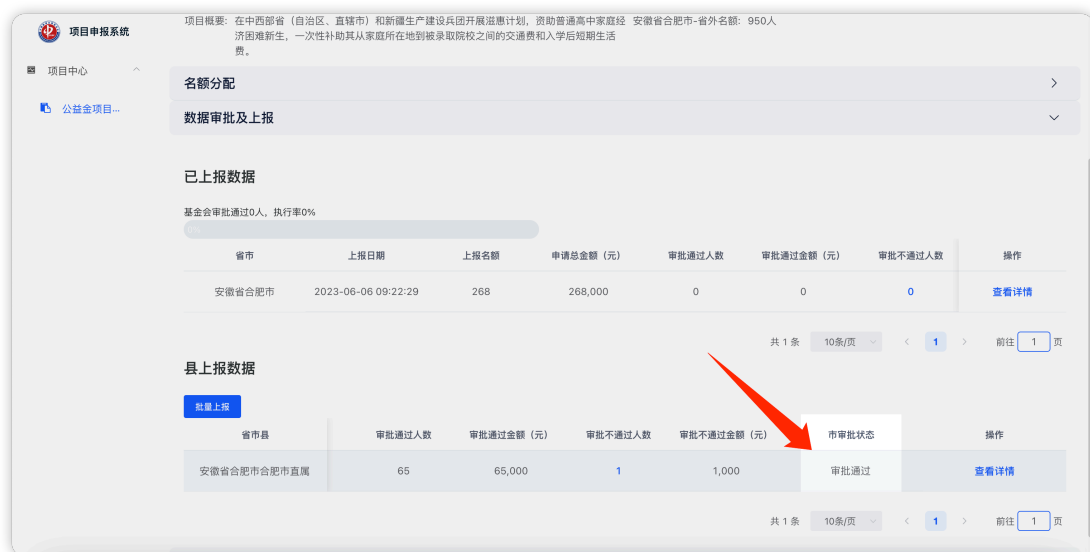 项目申报系统
项目中心
公益金项目...
项目概要: 在中西部省（自治区、直辖市）和新疆生产建设兵团开展滋惠计划，资助普通高中家庭经
济困难新生，一次性补助其从家庭所在地到被录取院校之间的交通费和入学后短期生活
费。
安徽省合肥市-省外名额: 950人
名额分配
数据审批及上报
已上报数据
基金会审批通过0人，执行率0%
0%
省市 上报日期 上报名额 申请总金额（元） 审批通过人数 审批通过金额（元） 审批不通过人数 操作
安徽省合肥市 2023-06-06 09:22:29 268 268,000 0 0 0 查看详情
共 1 条 10条/页 1 前往 1 页
县上报数据
批量上报
省市县 审批通过人数 审批通过金额（元） 审批不通过人数 审批不通过金额（元） 市审批状态 操作
安徽省合肥市合肥市直属 65 65,000 1 1,000 审批通过 查看详情
共 1 条 10条/页 1 前往 1 页